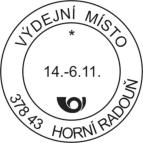 VÝDEJNÍ MÍSTO
*
14.-6.11.
378 43 HORNÍ RADOUŇ